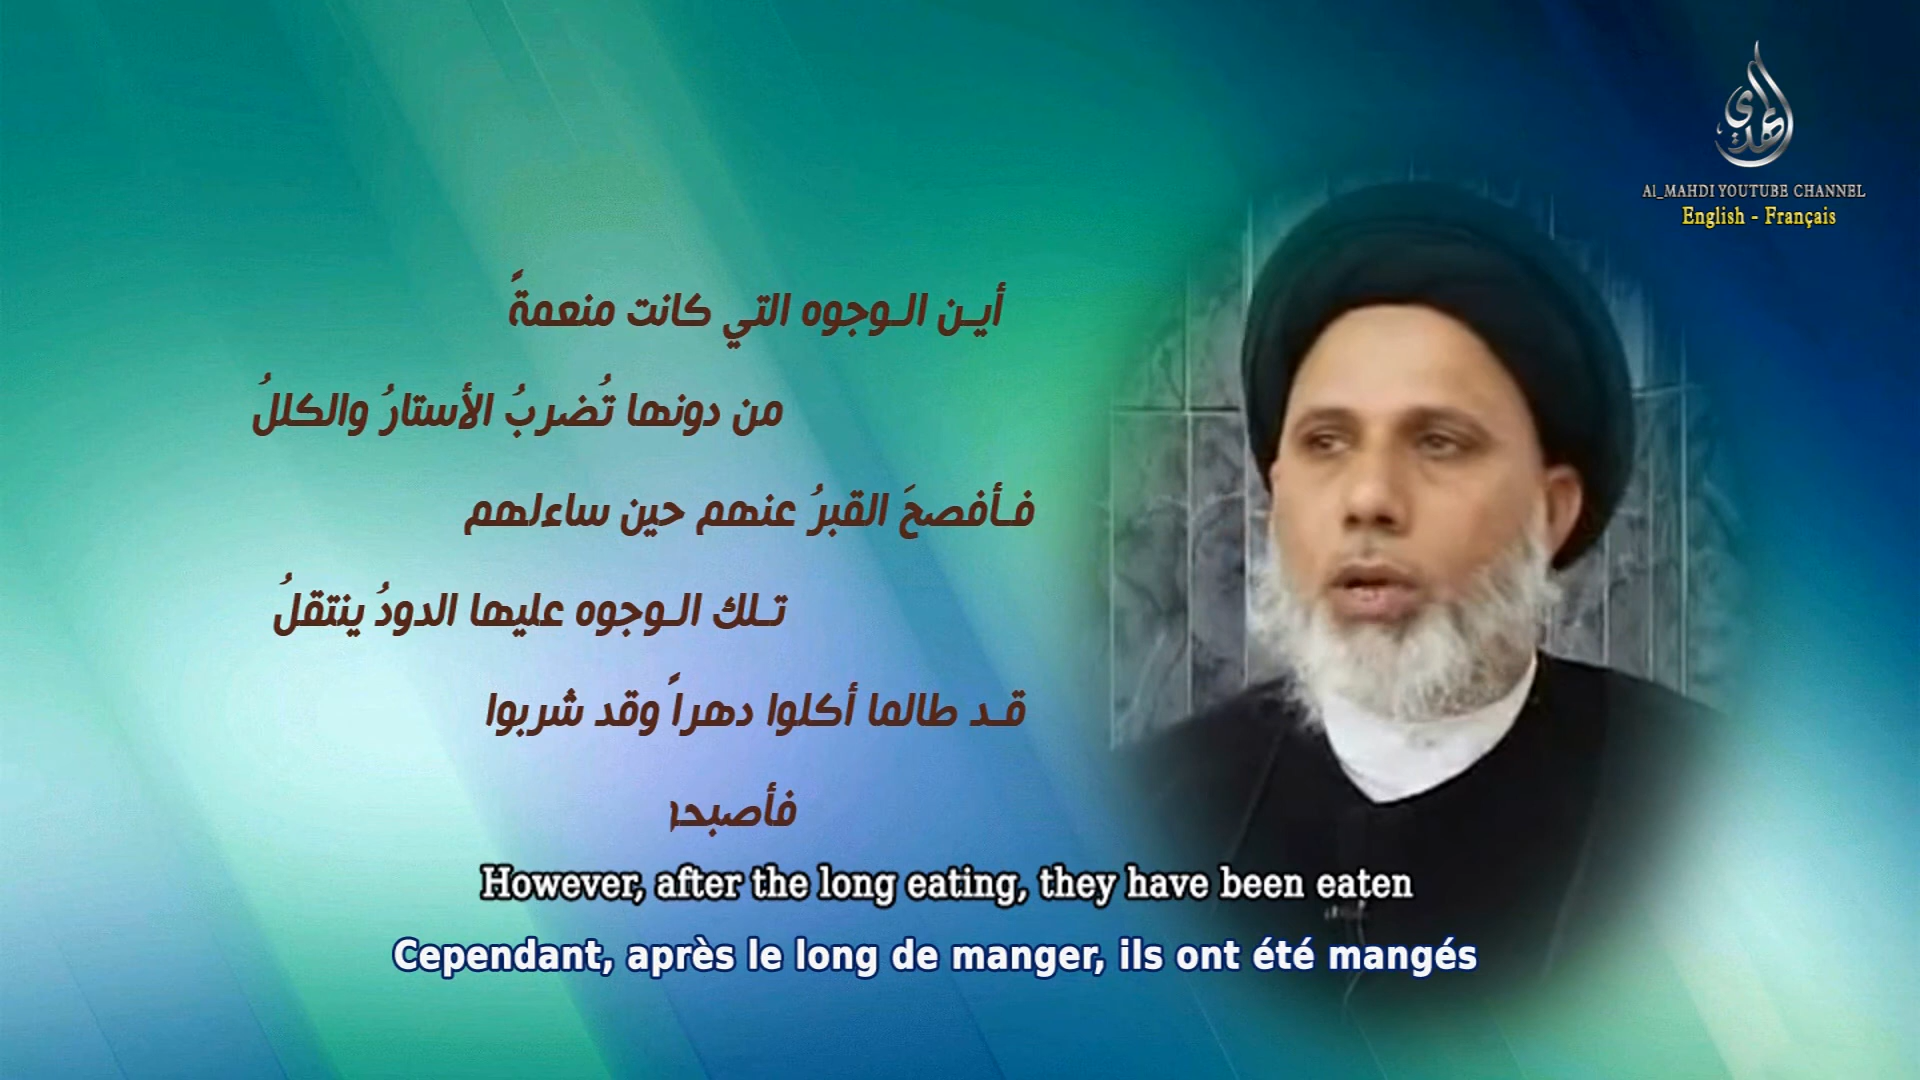 المهدي
Al_MAHDI YOUTUBE CHANNEL
English - Français
أيـن الـوجوه التي كانت منعمةً
من دونها تُضربُ الأستارُ والكللُ
فـأفصحَ القبرُ عنهم حين ساءلهم
تـلك الـوجوه عليها الدودُ ينتقلُ
قـد طالما أكلوا دهراً وقد شربوا
فأصبحوا
However, after the long eating, they have been eaten
Cependant, après le long de manger, ils ont été mangés